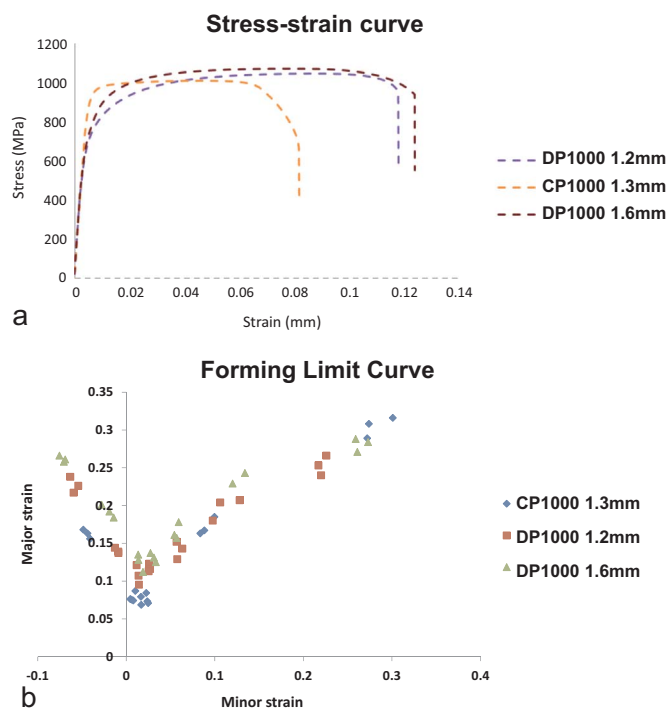 Stress-strain curve
1200
1000
800
600
400
200
0
Stress (MPa)
0
0.02
0.04
0.06
0.08
0.1
0.12
0.14
Strain (mm)
DP1000 1.2mm
CP1000 1.3mm
DP1000 1.6mm
a
Forming Limit Curve
0.35
0.3
0.25
0.2
0.15
0.1
0.05
0
Major strain
-0.1
0
0.1
0.2
0.3
0.4
Minor strain
CP1000 1.3mm
DP1000 1.2mm
DP1000 1.6mm
b